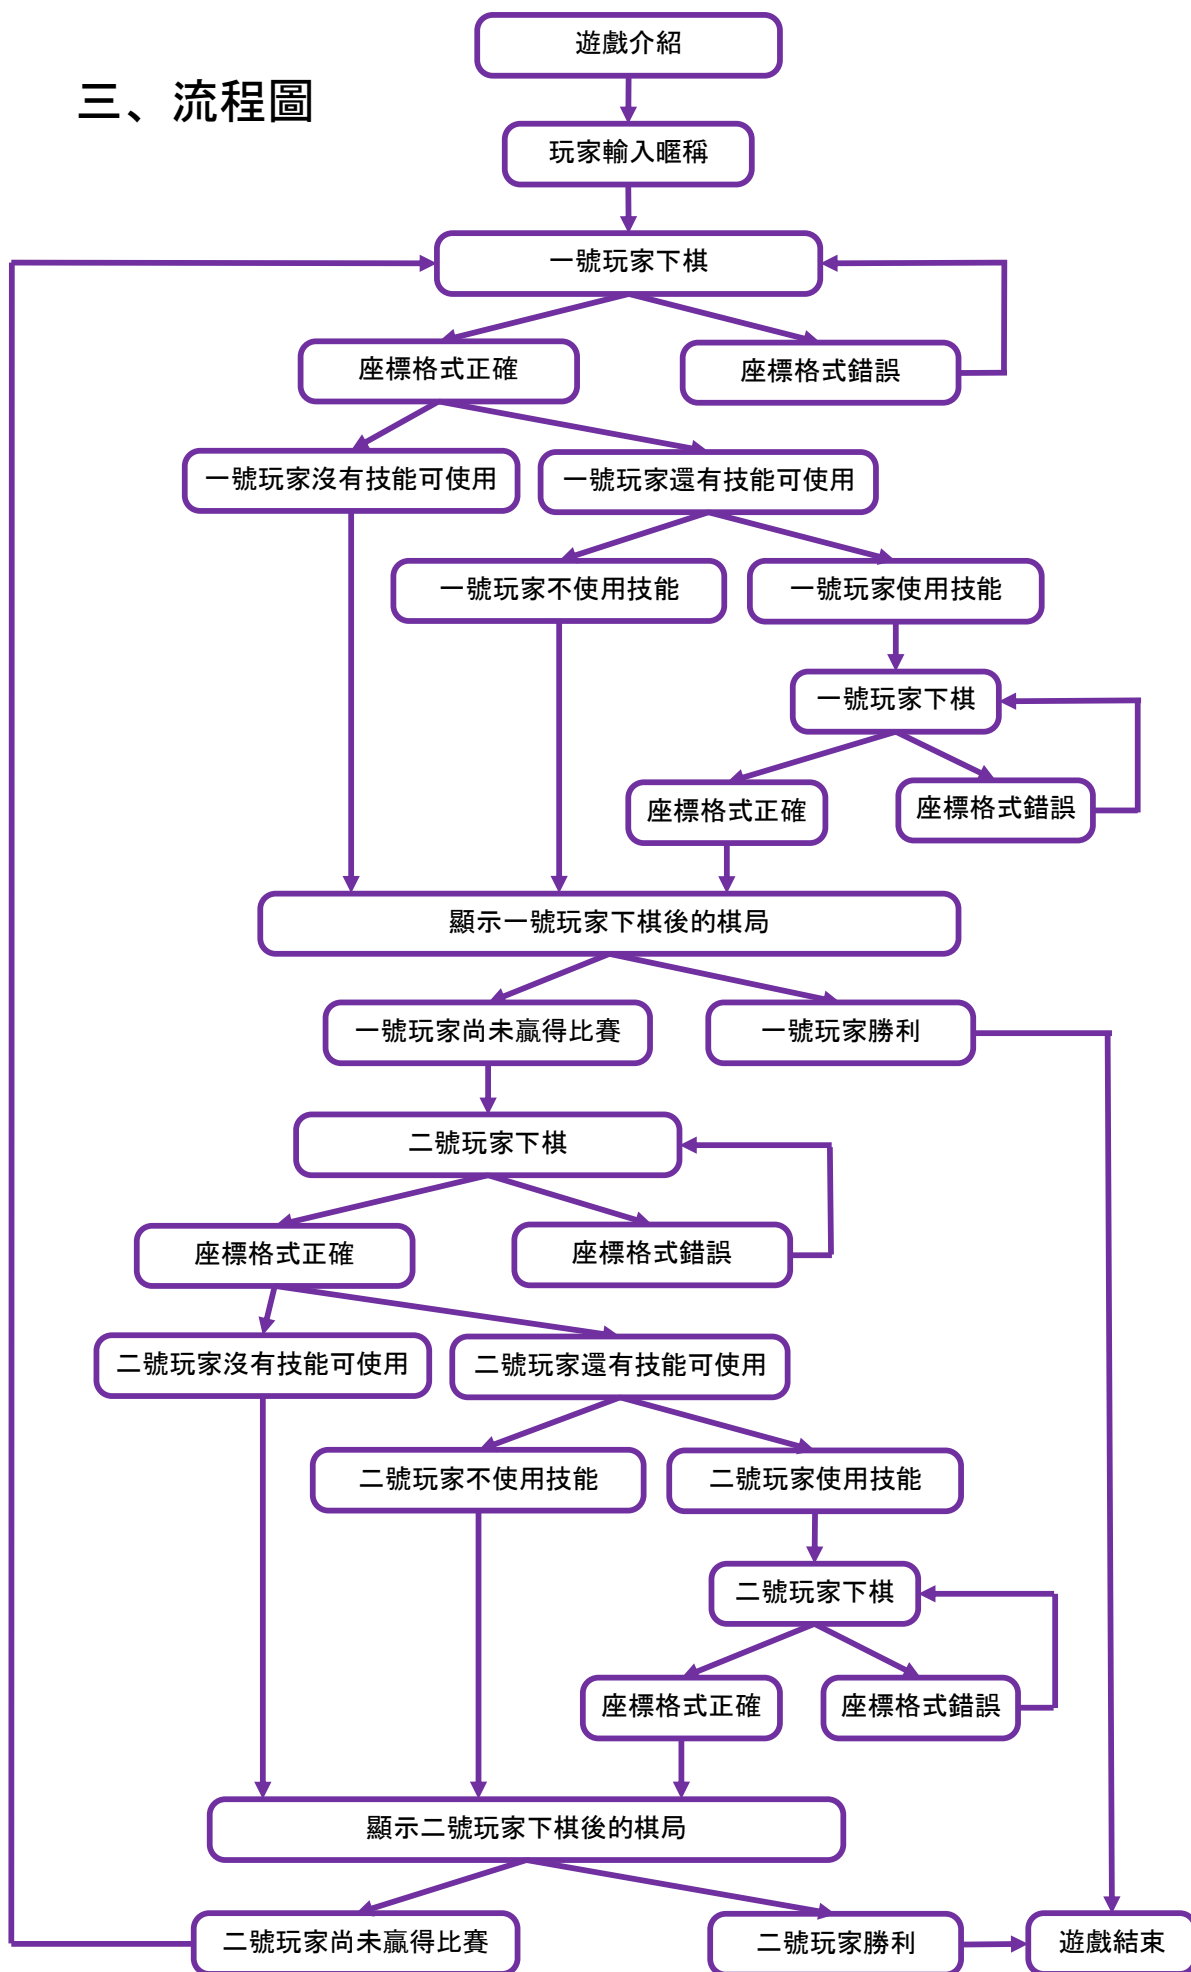 遊戲介紹
三、流程圖
玩家輸入暱稱
一號玩家下棋
座標格式正確
座標格式錯誤
一號玩家沒有技能可使用
一號玩家還有技能可使用
一號玩家不使用技能
一號玩家使用技能
一號玩家下棋
座標格式正確
座標格式錯誤
顯示一號玩家下棋後的棋局
一號玩家尚未贏得比賽
一號玩家勝利
二號玩家下棋
座標格式正確
座標格式錯誤
二號玩家沒有技能可使用
二號玩家還有技能可使用
二號玩家不使用技能
二號玩家使用技能
二號玩家下棋
座標格式正確
座標格式錯誤
顯示二號玩家下棋後的棋局
二號玩家尚未贏得比賽
二號玩家勝利
遊戲結束